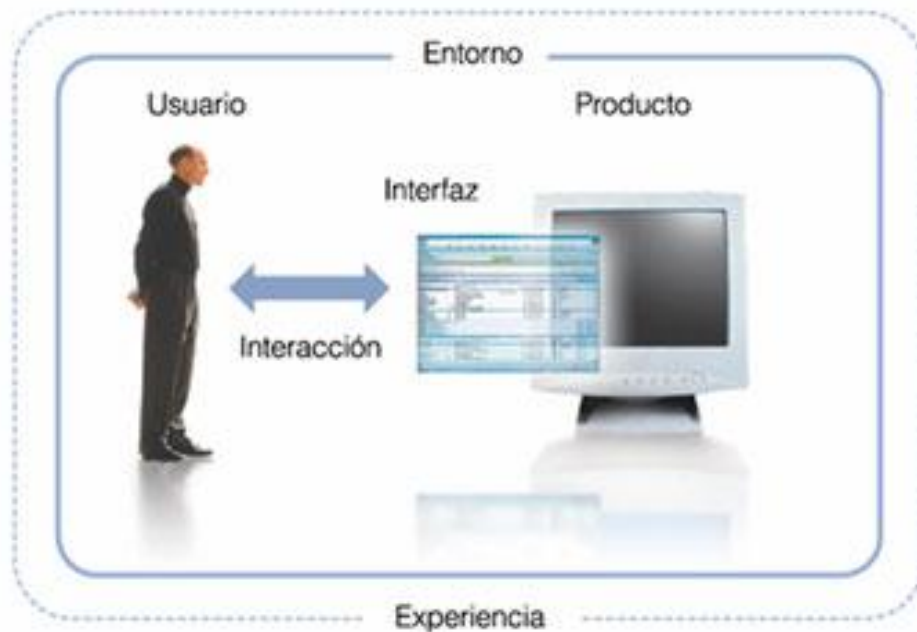 Entorno
Usuario
Producto
Interfaz
Interacción
Experiencia